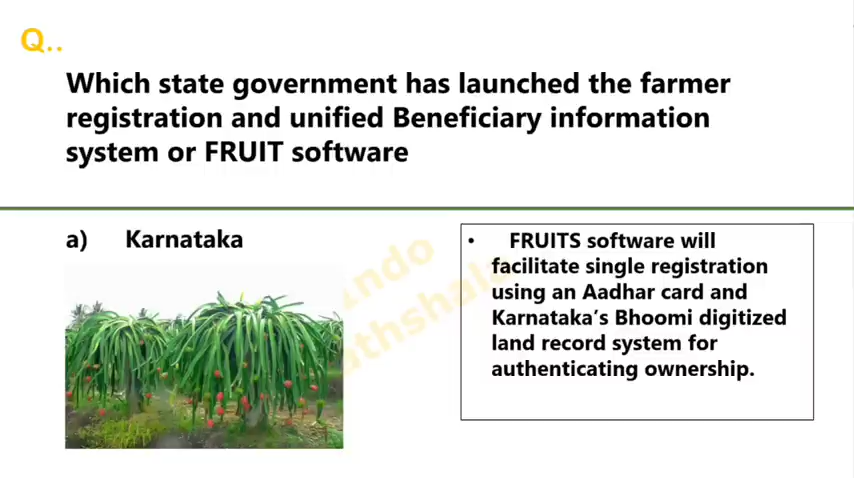 Q..
Which state government has launched the farmer
registration and unified Beneficiary information
system or FRUIT software
a) Karnataka
• FRUITS software will
facilitate single registration
using an Aadhar card and
Karnataka’s Bhoomi digitized
land record system for
authenticating ownership.